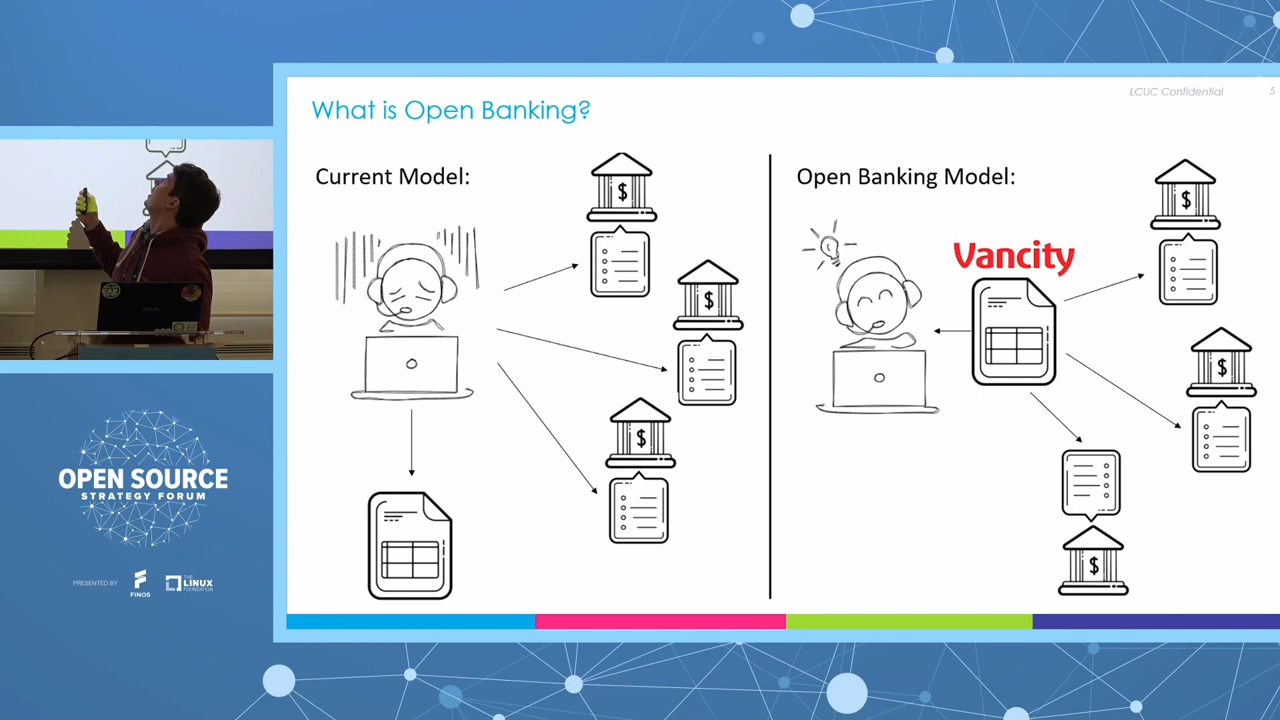 LCUC Confidential
5
What is Open Banking?
Current Model:
$
$
$
Open Banking Model:
Vancity
$
$
$
OPEN SOURCE
STRATEGY FORUM
PRESENTED BY
FINOS
THE
LINUX
FOUNDATION